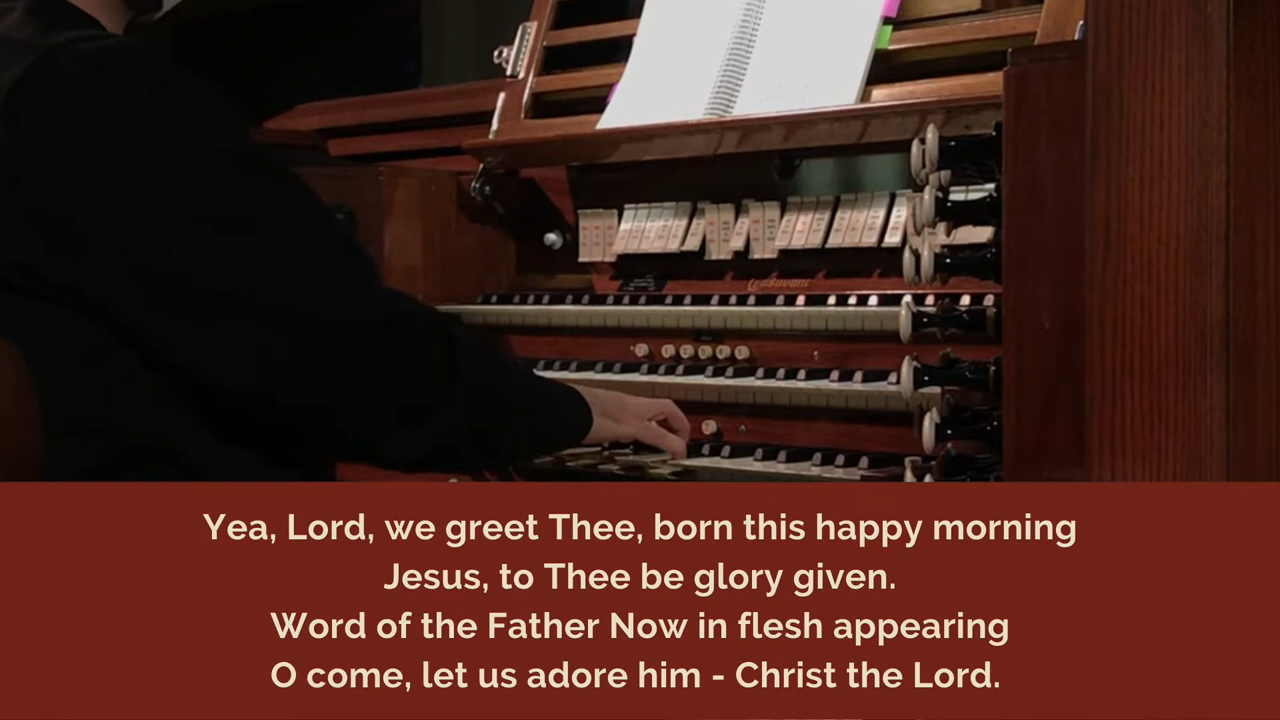 Casavant
Yea, Lord, we greet Thee, born this happy morning
Jesus, to Thee be glory given.
Word of the Father Now in flesh appearing
O come, let us adore him - Christ the Lord.